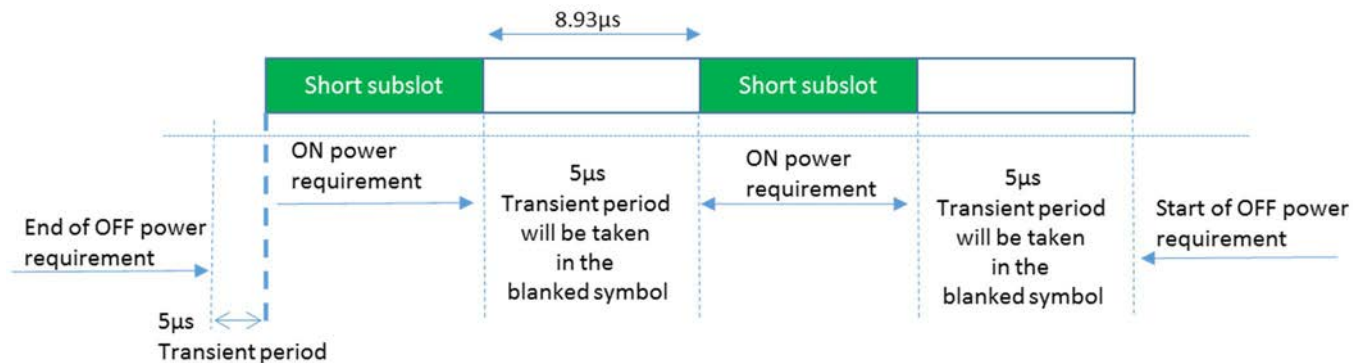 8.93µs
Short subslot
Short subslot
ON power
requirement
5µs
Transient period
will be taken
in the
blanked symbol
ON power
requirement
5µs
Transient period
will be taken
in the
blanked symbol
End of OFF power
requirement
Start of OFF power
requirement
5µs
Transient period